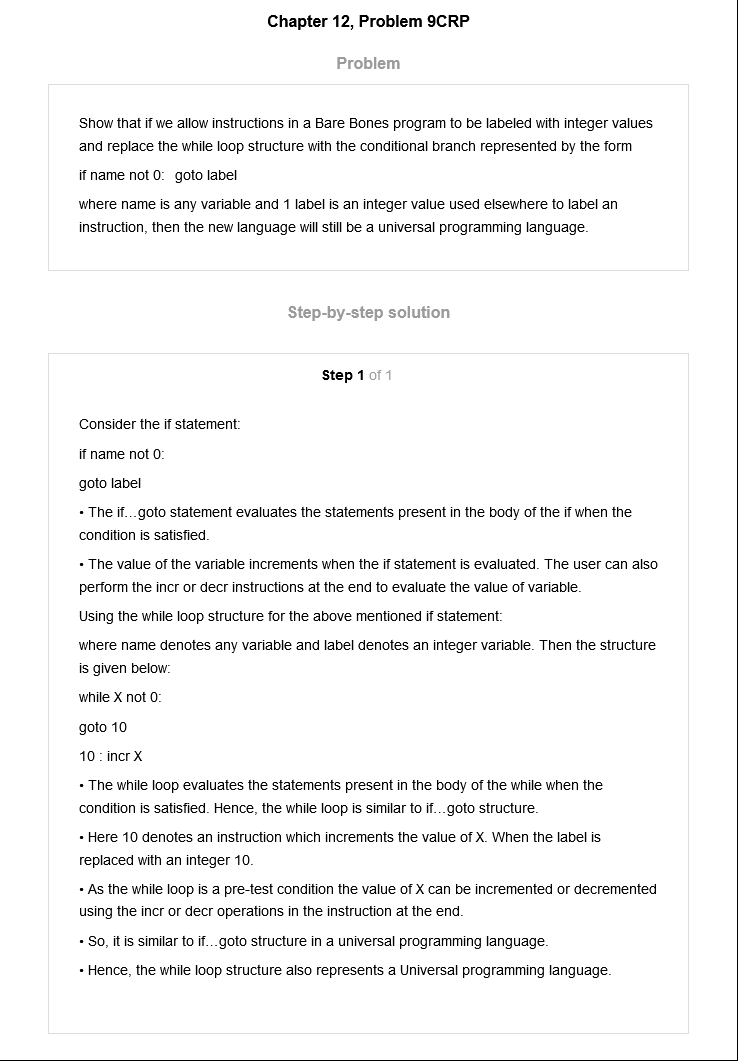 Chapter 12, Problem 9CRP
Problem
Show that if we allow instructions in a Bare Bones program to be labeled with integer values
and replace the while loop structure with the conditional branch represented by the form
if name not 0: goto label
where name is any variable and 1 label is an integer value used elsewhere to label an
instruction, then the new language will still be a universal programming language.
Step-by-step solution
Step 1 of 1
Consider the if statement:
if name not 0:
goto label
• The if…goto statement evaluates the statements present in the body of the if when the
condition is satisfied.
• The value of the variable increments when the if statement is evaluated. The user can also
perform the incr or decr instructions at the end to evaluate the value of variable.
Using the while loop structure for the above mentioned if statement:
where name denotes any variable and label denotes an integer variable. Then the structure
is given below:
while X not 0:
goto 10
10 : incr X
• The while loop evaluates the statements present in the body of the while when the
condition is satisfied. Hence, the while loop is similar to if…goto structure.
• Here 10 denotes an instruction which increments the value of X. When the label is
replaced with an integer 10.
• As the while loop is a pre-test condition the value of X can be incremented or decremented
using the incr or decr operations in the instruction at the end.
• So, it is similar to if…goto structure in a universal programming language.
• Hence, the while loop structure also represents a Universal programming language.